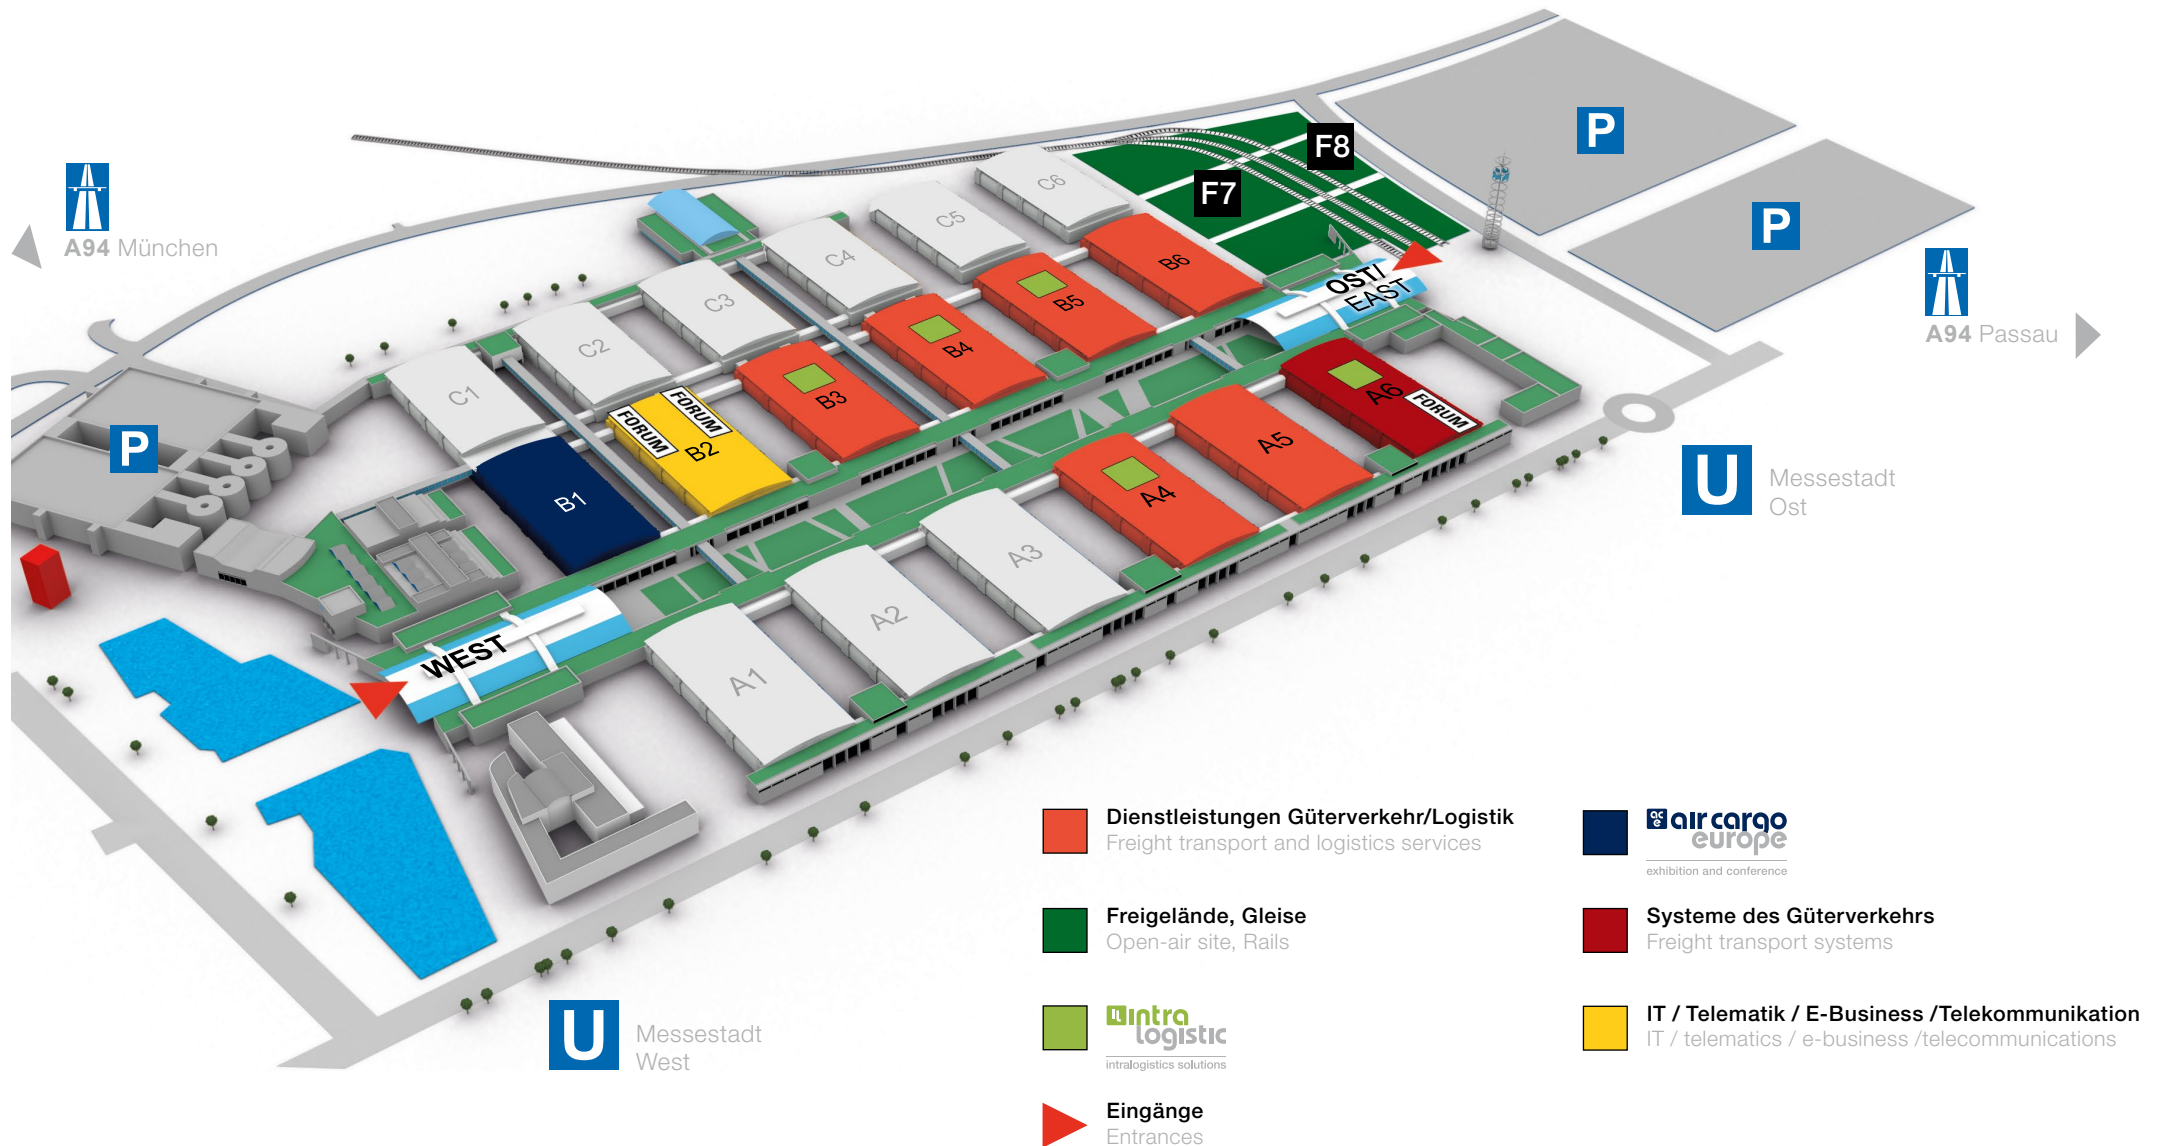 P
F8
F7
P
A94 München
A94 Passau
C6
C5
C4
C3
C2
C1
B6
B5
B4
B3
FORUM
FORUM
B2
B1
OST/
EAST
A6
FORUM
A5
A4
A3
A2
A1
P
WEST
U
Messestadt
Ost
U
Messestadt
West
Dienstleistungen Güterverkehr/Logistik
Freight transport and logistics services
Freigelände, Gleise
Open-air site, Rails
intra
logistic
intralogistics solutions
Eingänge
Entrances
ace air cargo
europe
exhibition and conference
Systeme des Güterverkehrs
Freight transport systems
IT / Telematik / E-Business /Telekommunikation
IT / telematics / e-business /telecommunications